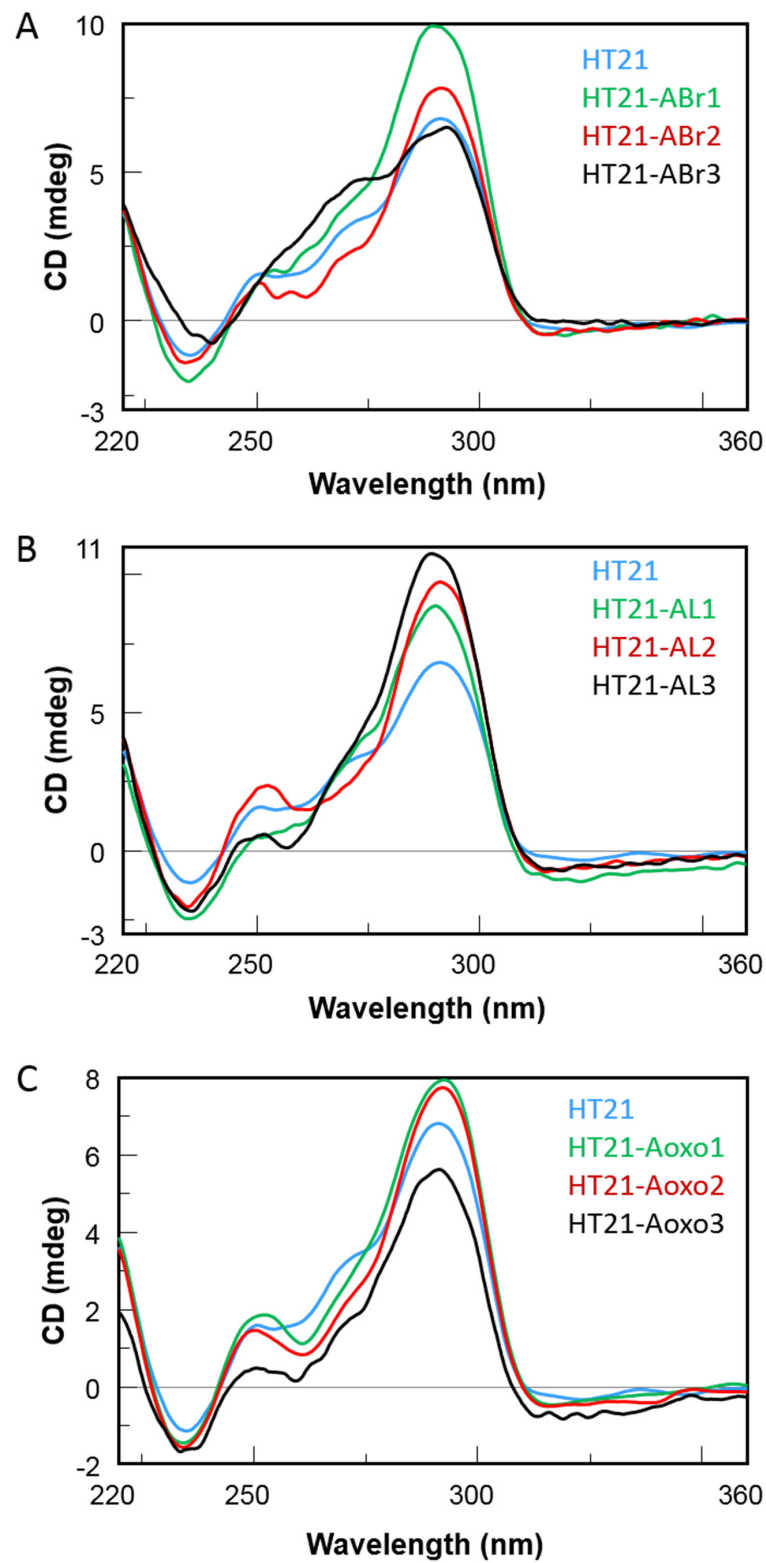 A
10
5
0
-3
CD (mdeg)
HT21
HT21-ABr1
HT21-ABr2
HT21-ABr3
220
250
300
360
Wavelength (nm)
B
11
5
0
-3
CD (mdeg)
HT21
HT21-AL1
HT21-AL2
HT21-AL3
220
250
300
360
Wavelength (nm)
C
8
6
4
2
0
-2
CD (mdeg)
HT21
HT21-Aoxo1
HT21-Aoxo2
HT21-Aoxo3
220
250
300
360
Wavelength (nm)